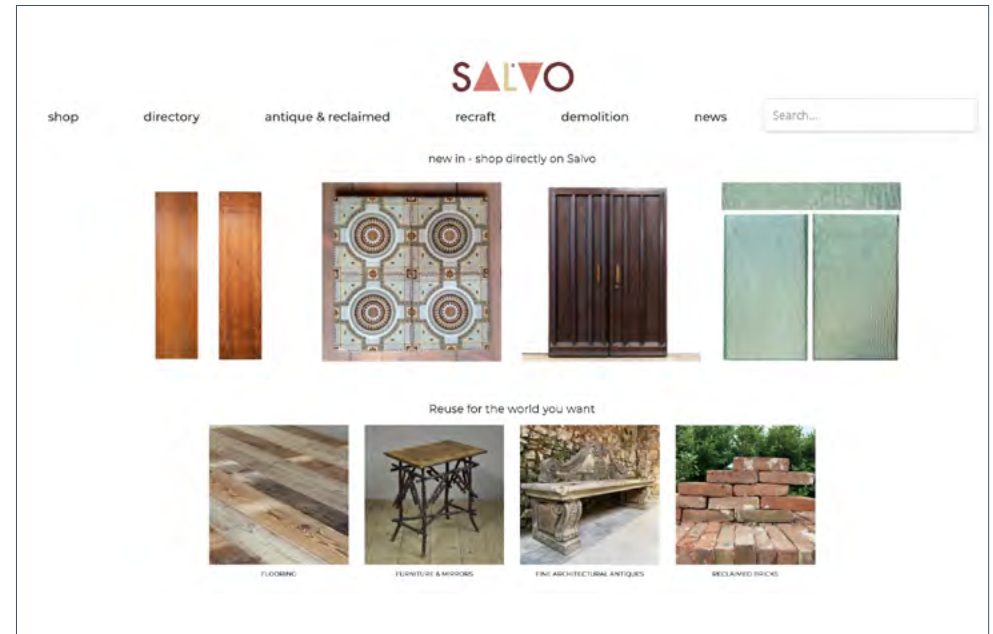 SALVO
shop directory antique & reclaimed recraft demolition news Search...
new in - shop directly on Salvo
Reuse for the world you want
FLOORING FURNITURE & MIRRORS FINE ARCHITECTURAL ANTIQUES RECLAIMED BRICKS